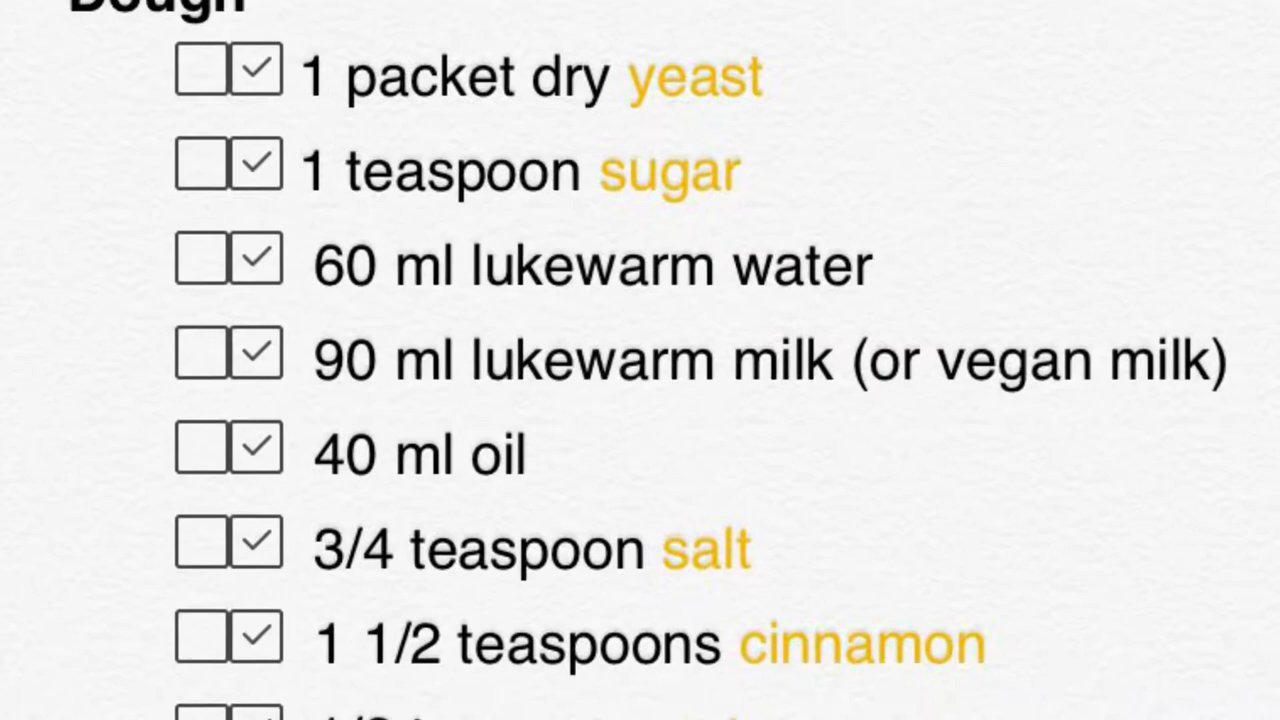 Dough
1 packet dry yeast
1 teaspoon sugar
60 ml lukewarm water
90 ml lukewarm milk (or vegan milk)
40 ml oil
3/4 teaspoon salt
1 1/2 teaspoons cinnamon